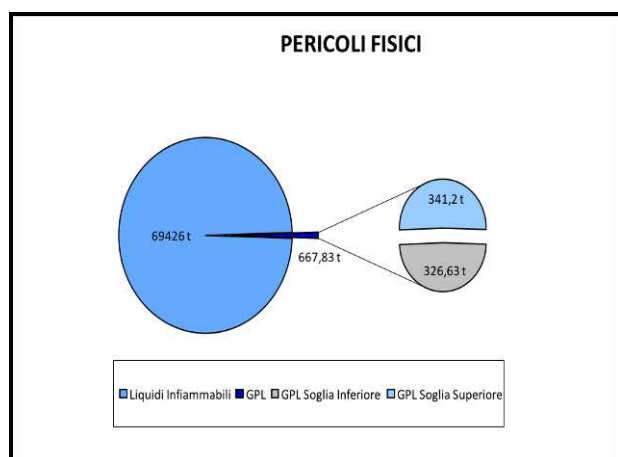 PERICOLI FISICI
341,2 t
69426 t
667,83 t
326,63 t
Liquidi Infiammabili GPL GPL Soglia Inferiore GPL Soglia Superiore